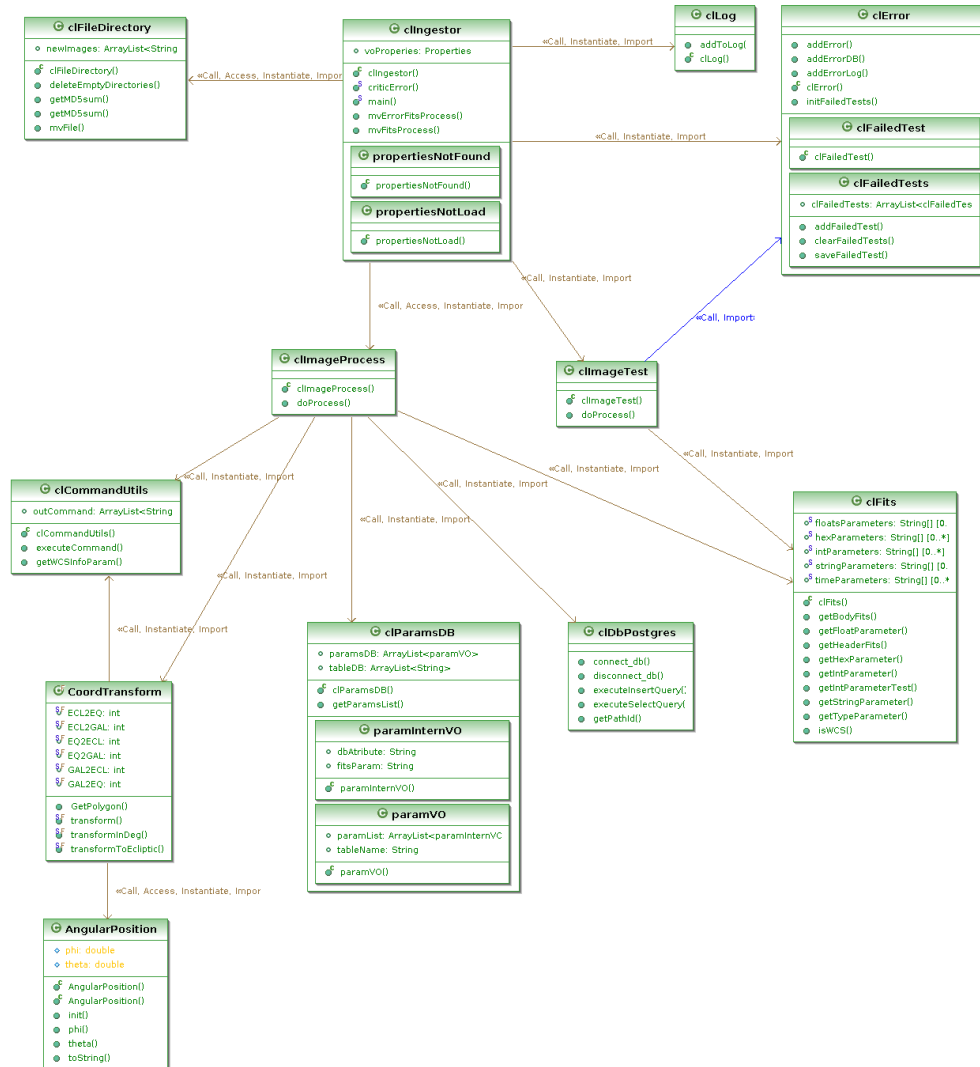 clFileDirectory
newImages: ArrayList<String
clFileDirectory()
deleteEmptyDirectories()
getMD5sum()
getMD5sum()
mvFile()
«Call, Access, Instantiate, Impor
clIngestor
voProperies: Properties
clIngestor()
criticError()
main()
mvErrorFitsProcess()
mvFitsProcess()
propertiesNotFound
propertiesNotFound()
propertiesNotLoad
propertiesNotLoad()
«Call, Instantiate, Import
clLog
addToLog(
clLog()
«Call, Instantiate, Import
clError
addError()
addErrorDB()
addErrorLog()
clError()
initFailedTests()
clFailedTest
clFailedTest()
clFailedTests
clFailedTests: ArrayList<clFailedTes
addFailedTest()
clearFailedTests()
saveFailedTest()
«Call, Access, Instantiate, Impor
«Call, Instantiate, Import
«Call, Import›
clImageProcess
clImageProcess()
doProcess()
clImageTest
clImageTest()
doProcess()
«Call, Instantiate, Import
«Call, Instantiate, Import
«Call, Instantiate, Import
«Call, Instantiate, Import
«Call, Instantiate, Import
«Call, Instantiate, Import
clCommandUtils
outCommand: ArrayList<String
clCommandUtils()
executeCommand()
getWCSInfoParam()
clFits
floatsParameters: String[] [0.
hexParameters: String[] [0..*]
intParameters: String[] [0..*]
stringParameters: String[] [0.
timeParameters: String[] [0..*
clFits()
getBodyFits()
getFloatParameter()
getHeaderFits()
getHexParameter()
getIntParameter()
getIntParameterTest()
getStringParameter()
getTypeParameter()
isWCS()
«Call, Instantiate, Import
clParamsDB
paramsDB: ArrayList<paramVO>
tableDB: ArrayList<String>
clParamsDB()
getParamsList()
paramInternVO
dbAtribute: String
fitsParam: String
paramInternVO()
paramVO
paramList: ArrayList<paramInternVC
tableName: String
paramVO()
clDbPostgres
connect_db()
disconnect_db()
executeInsertQuery(
executeSelectQuery(
getPathId()
CoordTransform
ECL2EQ: int
ECL2GAL: int
EQ2ECL: int
EQ2GAL: int
GAL2ECL: int
GAL2EQ: int
GetPolygon()
transform()
transformInDeg()
transformToEcliptic()
«Call, Access, Instantiate, Impor
AngularPosition
phi: double
theta: double
AngularPosition()
AngularPosition()
init()
phi()
theta()
toString()